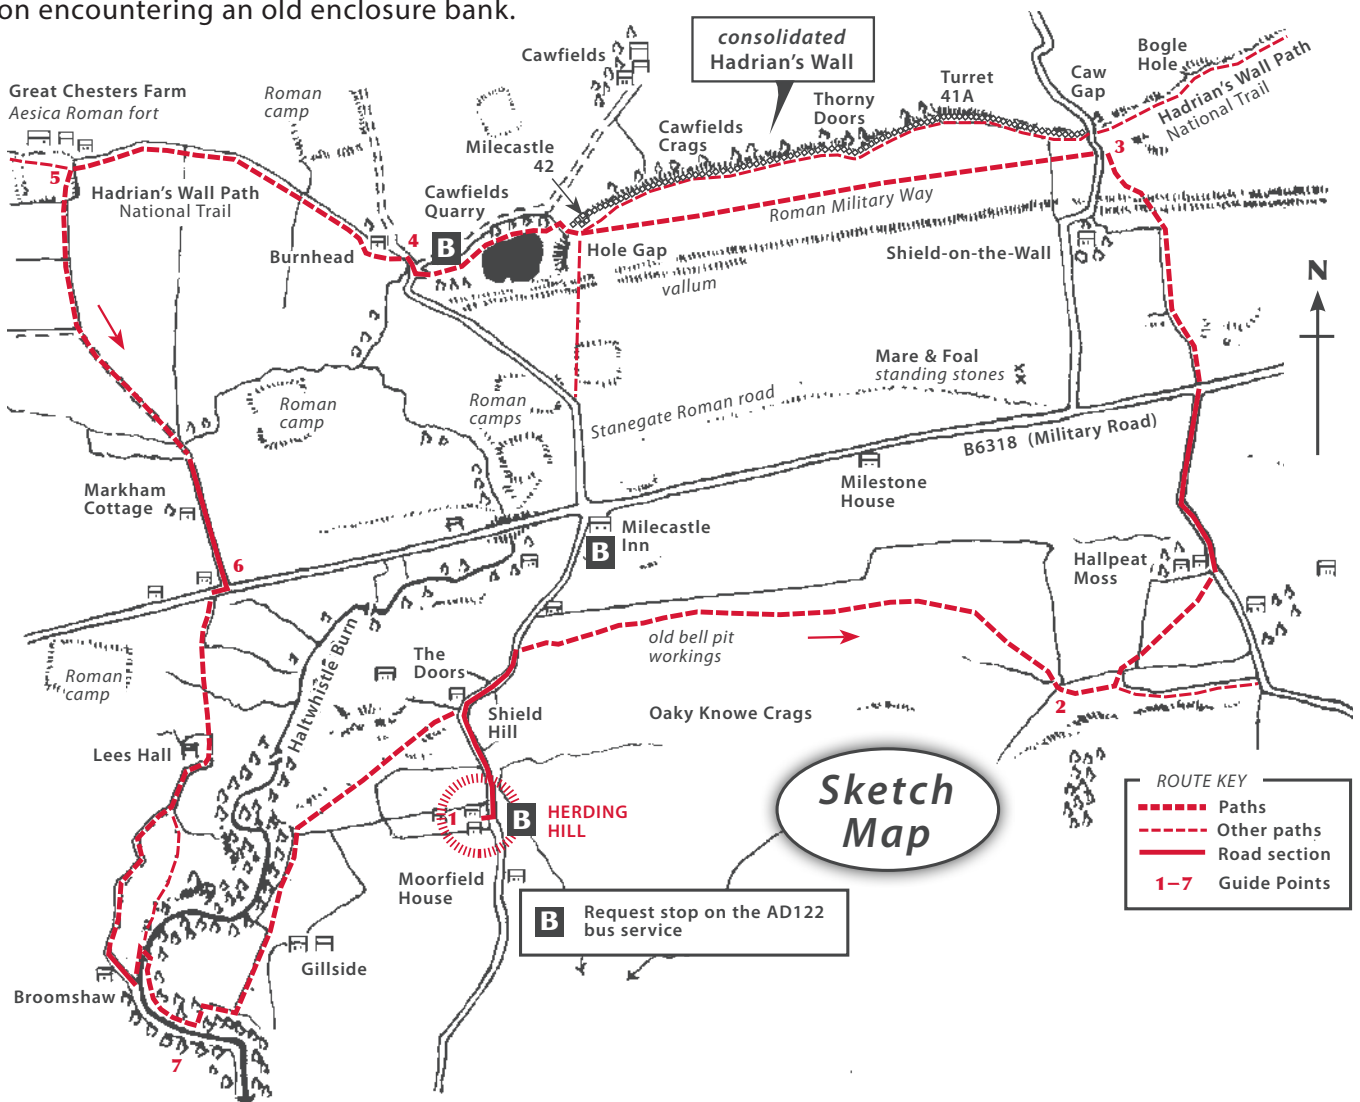 on encountering an old enclosure bank.
consolidated
Hadrian's Wall
Cawfields
Bogle
Hole
Caw
Gap
Turret
41A
Great Chesters Farm
Aesica Roman fort
Roman
camp
Thorny
Doors
Hadrian's Wall Path
National Trail
Cawfields
Crags
Milecastle
42
3
5
Hadrian's Wall Path
National Trail
Cawfields
Quarry
Roman Military Way
4
B
Burnhead
Hole Gap
Shield-on-the-Wall
vallum
N
Mare & Foal
standing stones
Roman
camp
Roman
camps
Stanegate Roman road
B6318 (Military Road)
Markham
Cottage
Milestone
House
Milecastle
Inn
B
6
Hallpeat
Moss
old bell pit
workings
The
Doors
Roman
camp
Haltwhistle Burn
2
Shield
Hill
Oaky Knowe Crags
Lees Hall
Sketch
Map
ROUTE KEY
Paths
Other paths
Road section
1–7 Guide Points
1
B
HERDING
HILL
Moorfield
House
B
Request stop on the AD122
bus service
Gillside
Broomshaw
7